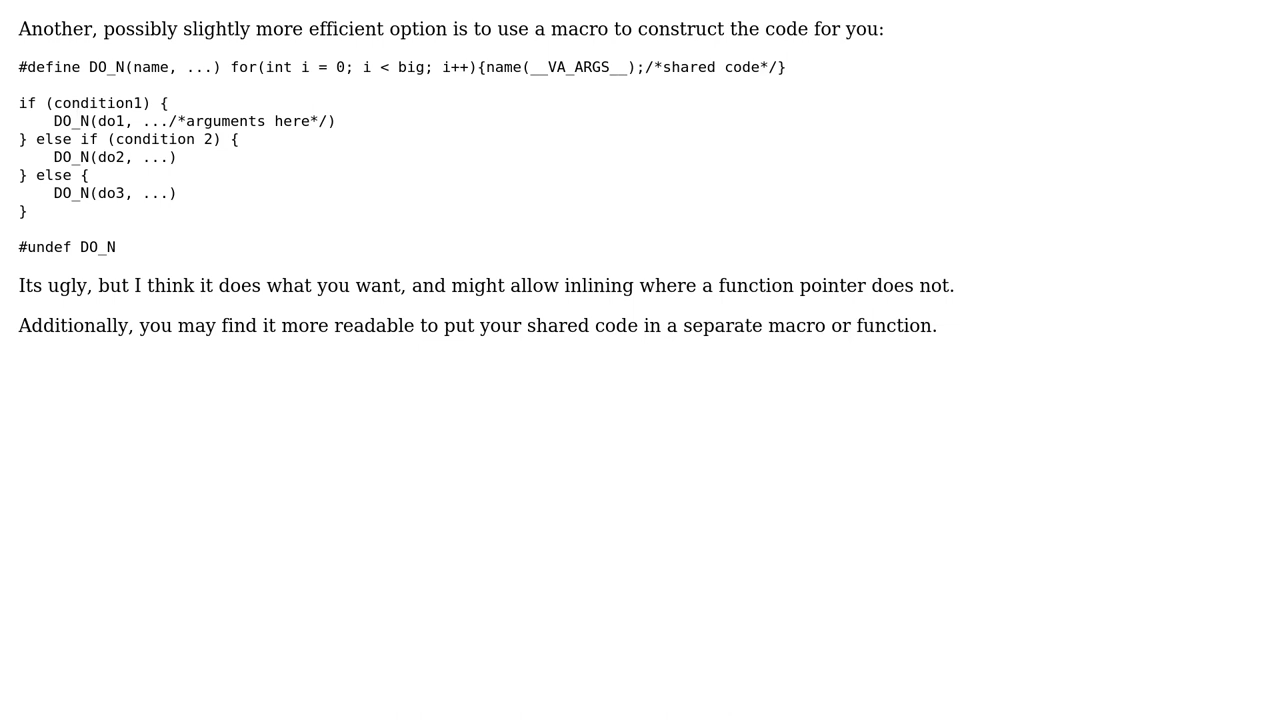 Another, possibly slightly more efficient option is to use a macro to construct the code for you:
#define DO_N(name, ...) for(int i = 0; i < big; i++){name(__VA_ARGS__);/*shared code*/}
if (condition1) {
    DO_N(do1, .../*arguments here*/)
} else if (condition 2) {
    DO_N(do2, ...)
} else {
    DO_N(do3, ...)
}
#undef DO_N
Its ugly, but I think it does what you want, and might allow inlining where a function pointer does not.
Additionally, you may find it more readable to put your shared code in a separate macro or function.